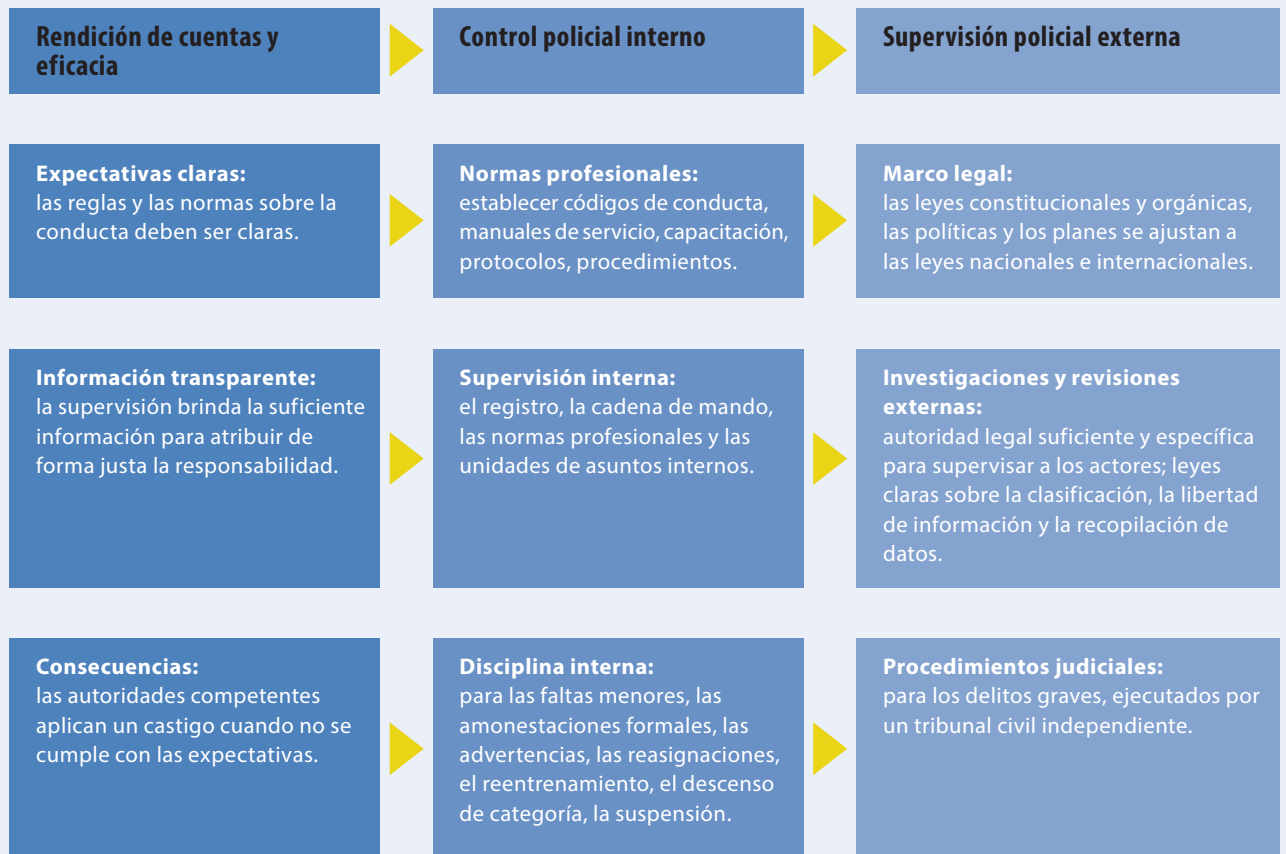 Rendición de cuentas y
eficacia
Control policial interno
Supervisión policial externa
Expectativas claras:
las reglas y las normas sobre la
conducta deben ser claras.
Normas profesionales:
establecer códigos de conducta,
manuales de servicio, capacitación,
protocolos, procedimientos.
Marco legal:
las leyes constitucionales y orgánicas,
las políticas y los planes se ajustan a
las leyes nacionales e internacionales.
Información transparente:
la supervisión brinda la suficiente
información para atribuir de
forma justa la responsabilidad.
Supervisión interna:
el registro, la cadena de mando,
las normas profesionales y las
unidades de asuntos internos.
Investigaciones y revisiones
externas:
autoridad legal suficiente y específica
para supervisar a los actores; leyes
claras sobre la clasificación, la libertad
de información y la recopilación de
datos.
Consecuencias:
las autoridades competentes
aplican un castigo cuando no se
cumple con las expectativas.
Disciplina interna:
para las faltas menores, las
amonestaciones formales, las
advertencias, las reasignaciones,
el reentrenamiento, el descenso
de categoría, la suspensión.
Procedimientos judiciales:
para los delitos graves, ejecutados por
un tribunal civil independiente.